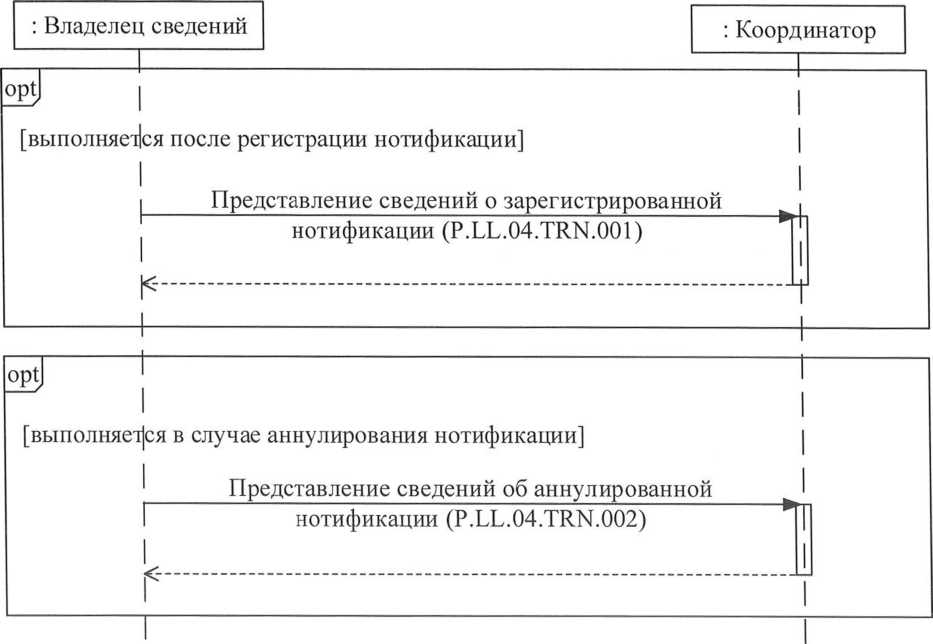 : Владелец сведений
: Координатор
opt
[выполняется после регистрации нотификации]
Представление сведений о зарегистрированной
нотификации (P.LL.04.TRN.001)
opt
[выполняется в случае аннулирования нотификации]
Представление сведений об аннулированной
нотификации (P.LL.04.TRN.002)